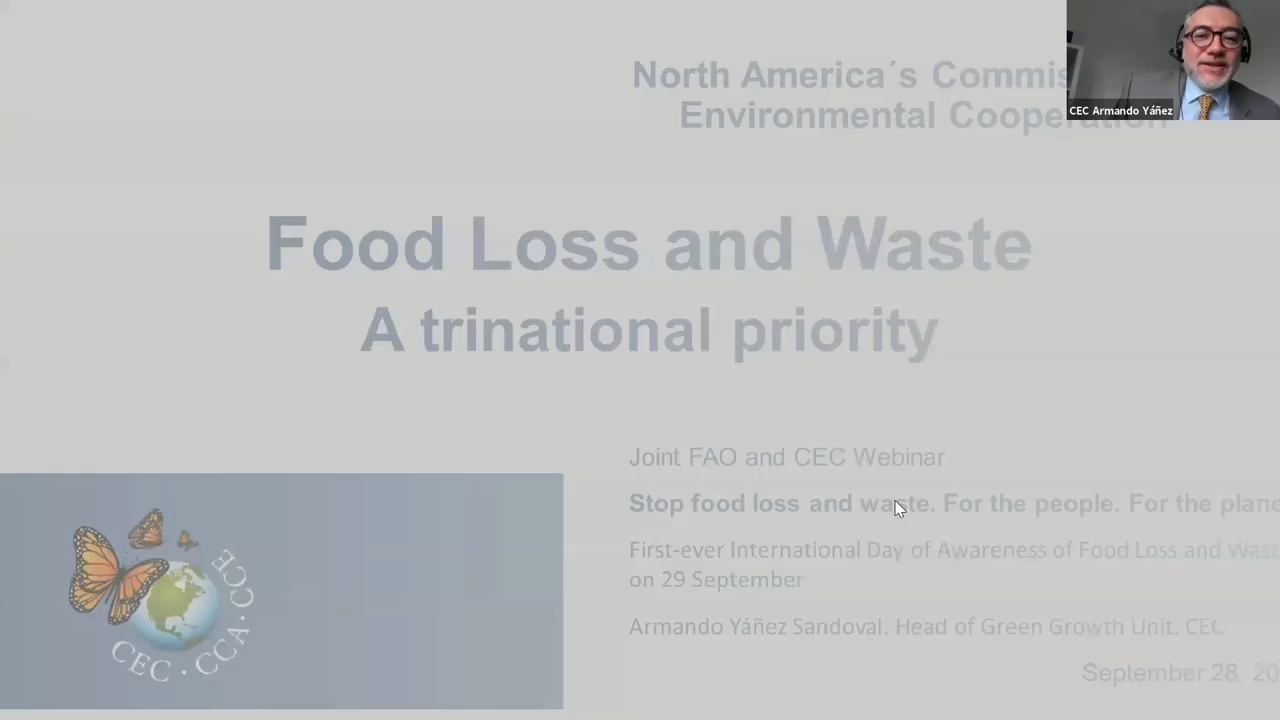 North America´s Commis
Environmental Cooperation
CEC Armando Yáñez
Food Loss and Waste
A trinational priority
Joint FAO and CEC Webinar
Stop food loss and waste. For the people. For the plane
First-ever International Day of Awareness of Food Loss and Wast
on 29 September
Armando Yáñez Sandoval. Head of Green Growth Unit. CEC
September 28, 20
CEC · CCA · CCE